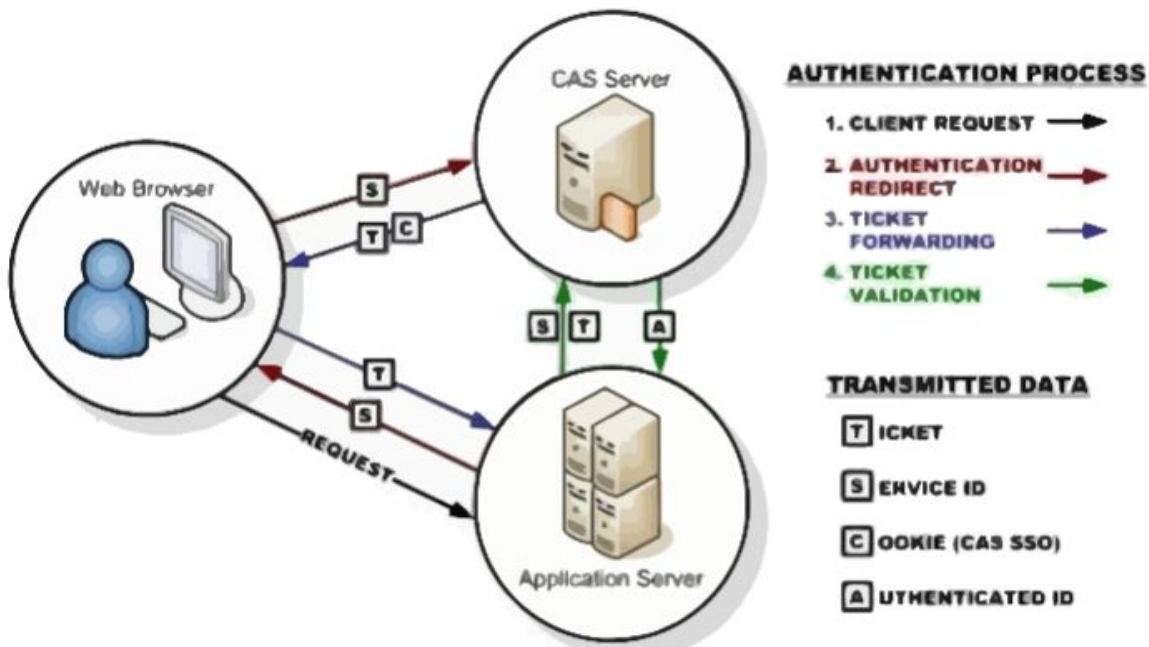 CAS Server
Web Browser
S
T C
T
S
REQUEST
S T
A
Application Server
AUTHENTICATION PROCESS
1. CLIENT REQUEST
2. AUTHENTICATION
REDIRECT
3. TICKET
FORWARDING
4. TICKET
VALIDATION
TRANSMITTED DATA
T ICKET
S ERVICE ID
C OOKIE (CAS SSO)
A UTHENTICATED ID